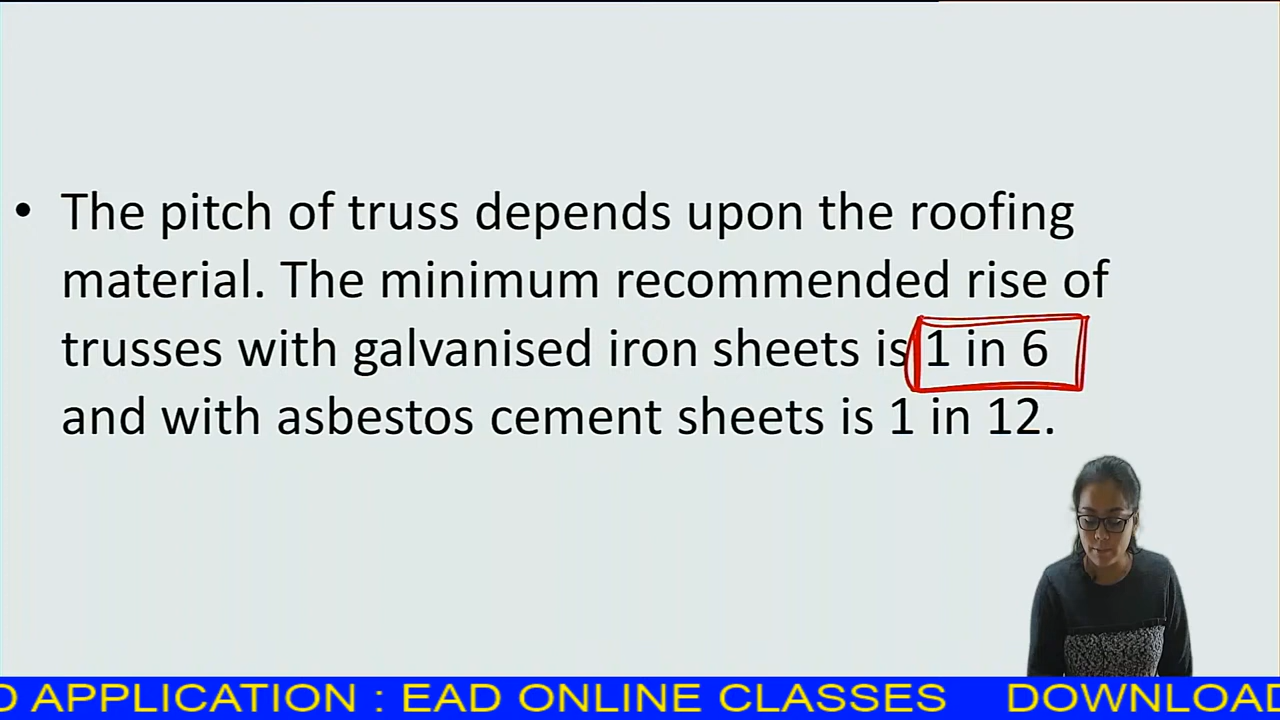 • The pitch of truss depends upon the roofing
material. The minimum recommended rise of
trusses with galvanised iron sheets is 1 in 6
and with asbestos cement sheets is 1 in 12.
APPLICATION : EAD ONLINE CLASSES DOWNLOAD